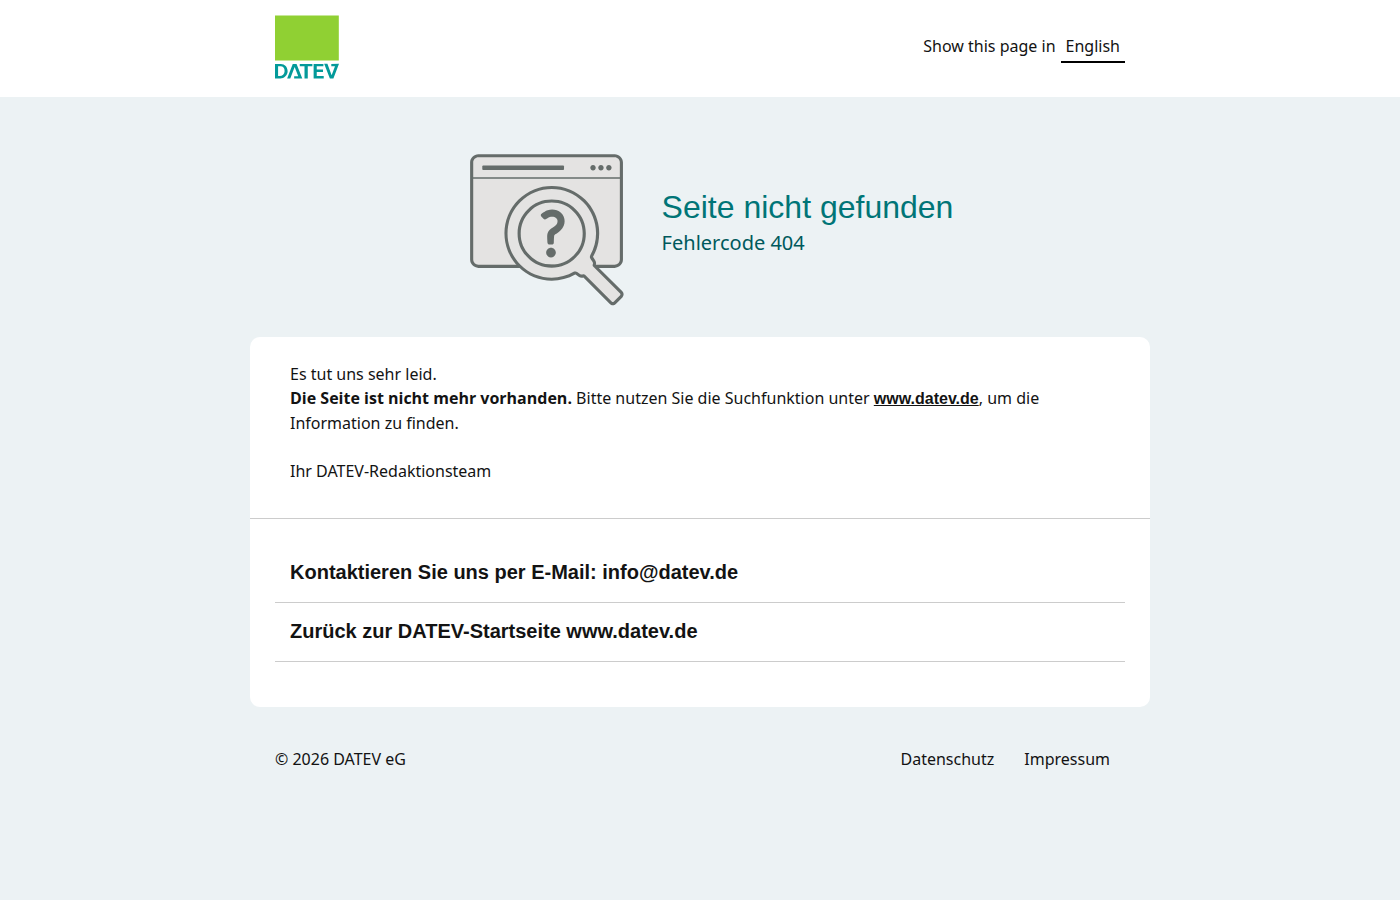 DATEV
Show this page in English
Seite nicht gefunden
Fehlercode 404
Es tut uns sehr leid.
Die Seite ist nicht mehr vorhanden. Bitte nutzen Sie die Suchfunktion unter www.datev.de, um die
Information zu finden.
Ihr DATEV-Redaktionsteam
Kontaktieren Sie uns per E-Mail: info@datev.de
Zurück zur DATEV-Startseite www.datev.de
© 2026 DATEV eG Datenschutz Impressum